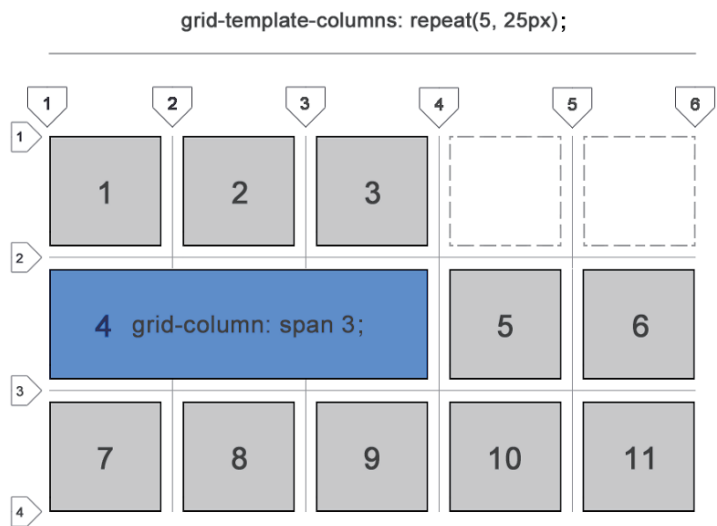 grid-template-columns: repeat(5, 25px);
1 2 3 4 5 6
1
1 2 3
2
4 grid-column: span 3; 5 6
3
7 8 9 10 11
4